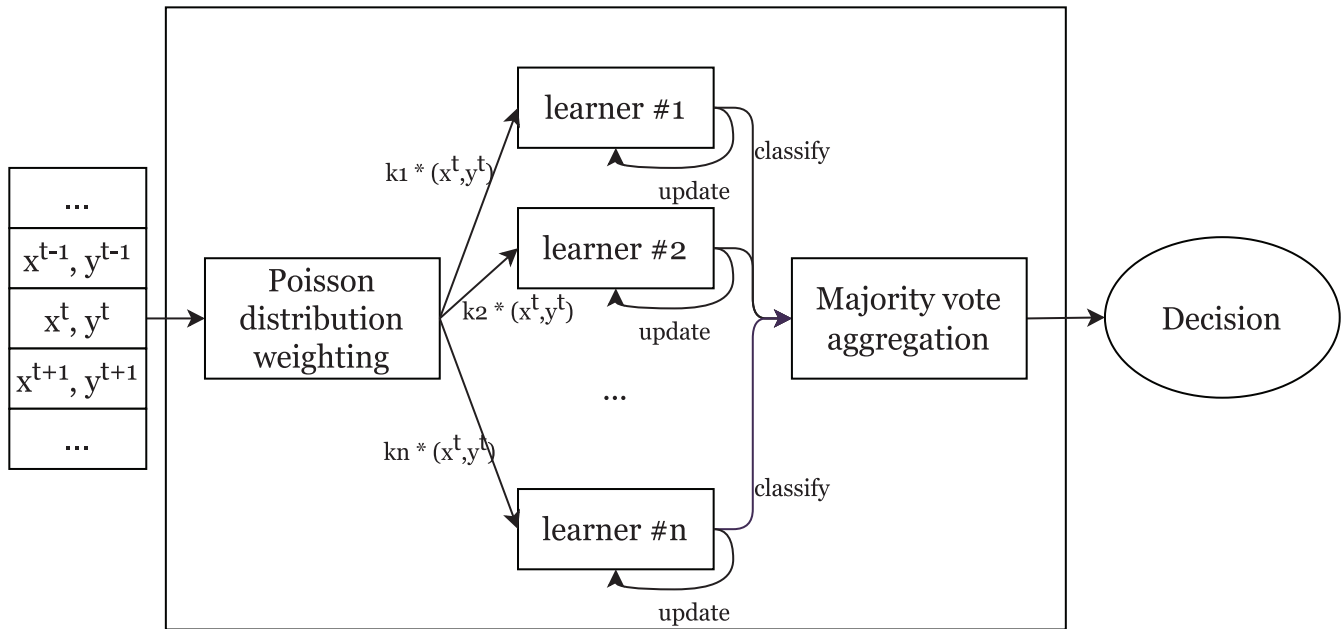 ...
x^t-1, y^t-1
x^t, y^t
x^t+1, y^t+1
...
Poisson
distribution
weighting
k1 * (x^t,y^t)
k2 * (x^t,y^t)
kn * (x^t,y^t)
learner #1
update
learner #2
update
...
learner #n
update
classify
classify
Majority vote
aggregation
Decision